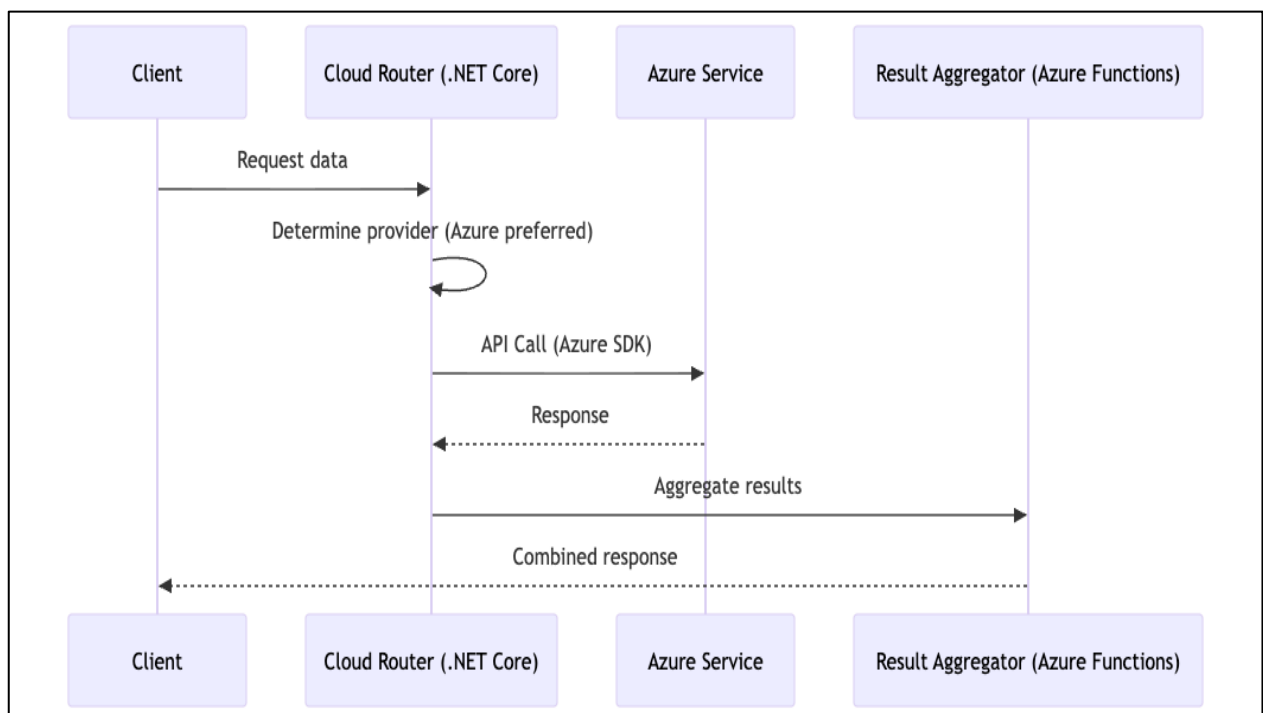 Client
Cloud Router (.NET Core)
Azure Service
Result Aggregator (Azure Functions)
Request data
Determine provider (Azure preferred)
API Call (Azure SDK)
Response
Aggregate results
Combined response
Client
Cloud Router (.NET Core)
Azure Service
Result Aggregator (Azure Functions)